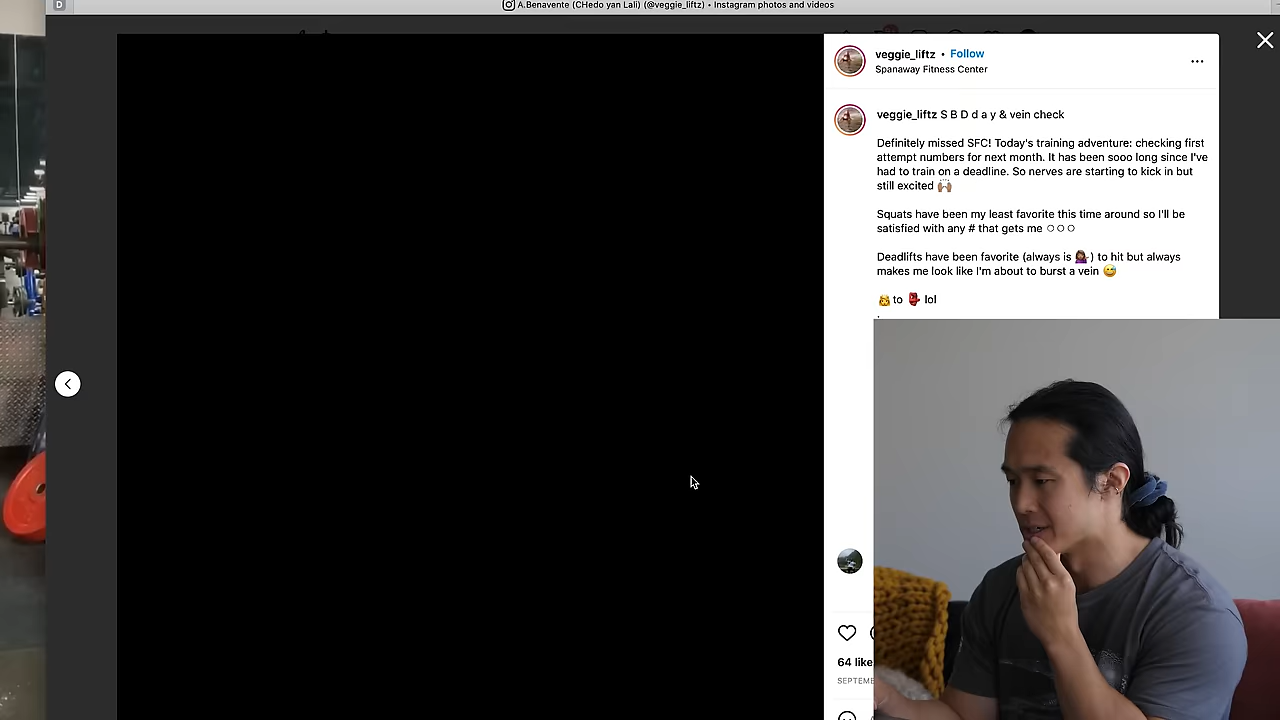 D
A.Benavente (CHedo yan Lali) (@veggie_liftz) • Instagram photos and videos
veggie_liftz • Follow
Spanaway Fitness Center
veggie_liftz S B D d a y & vein check
Definitely missed SFC! Today's training adventure: checking first
attempt numbers for next month. It has been sooo long since I've
had to train on a deadline. So nerves are starting to kick in but
still excited 🙌🏽
Squats have been my least favorite this time around so I'll be
satisfied with any # that gets me ○○○
Deadlifts have been favorite (always is 💁🏽‍♀️) to hit but always
makes me look like I'm about to burst a vein 😅
to 👺 lol
.
64 like
SEPTEME